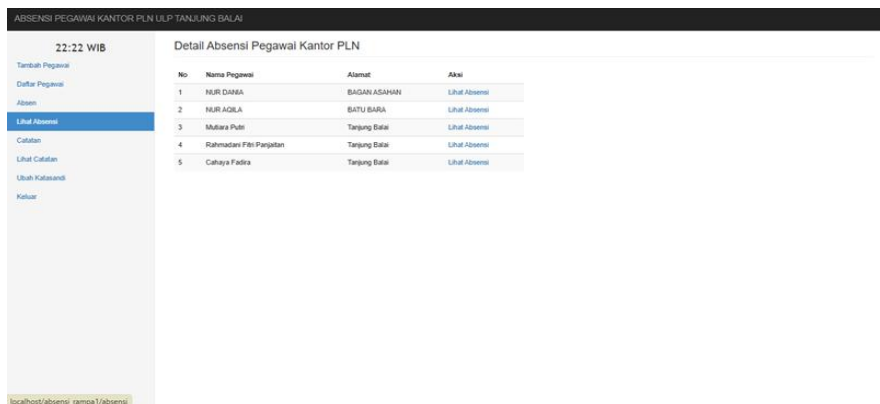 ABSENSI PEGAWAI KANTOR PLN ULP TANJUNG BALAI
22:22 WIB
Tambah Pegawai
Daftar Pegawai
Absen
Lihat Absensi
Catatan
Lihat Catatan
Ubah Katasandi
Keluar
Detail Absensi Pegawai Kantor PLN
No Nama Pegawai Alamat Aksi
1 NUR DANIA BAGAN ASAHAN Lihat Absensi
2 NUR AQILA BATU BARA Lihat Absensi
3 Mutiara Putri Tanjung Balai Lihat Absensi
4 Rahmadani Fitri Panjaitan Tanjung Balai Lihat Absensi
5 Cahaya Fadira Tanjung Balai Lihat Absensi
localhost/absensi_rampa1/absensi